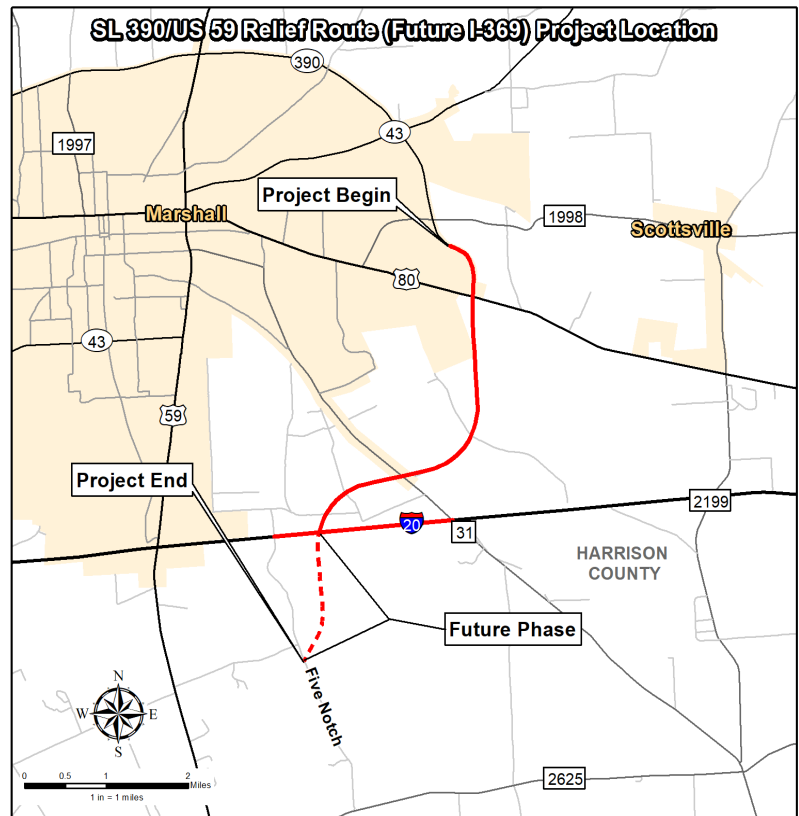 SL 390/US 59 Relief Route (Future I-369) Project Location
390
43
1997
Project Begin
Marshall
1998
Scottsville
80
43
59
Project End
2199
20
31
HARRISON
COUNTY
Future Phase
Five Notch
N
W
E
S
0 0.5 1 2
Miles
1 in = 1 miles
2625